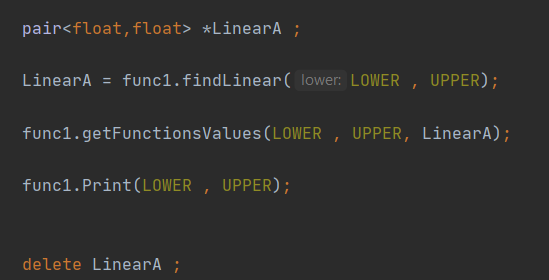 pair<float,float> *LinearA ;
LinearA = func1.findLinear( lower: LOWER , UPPER);
func1.getFunctionsValues(LOWER , UPPER, LinearA);
func1.Print(LOWER , UPPER);
delete LinearA ;